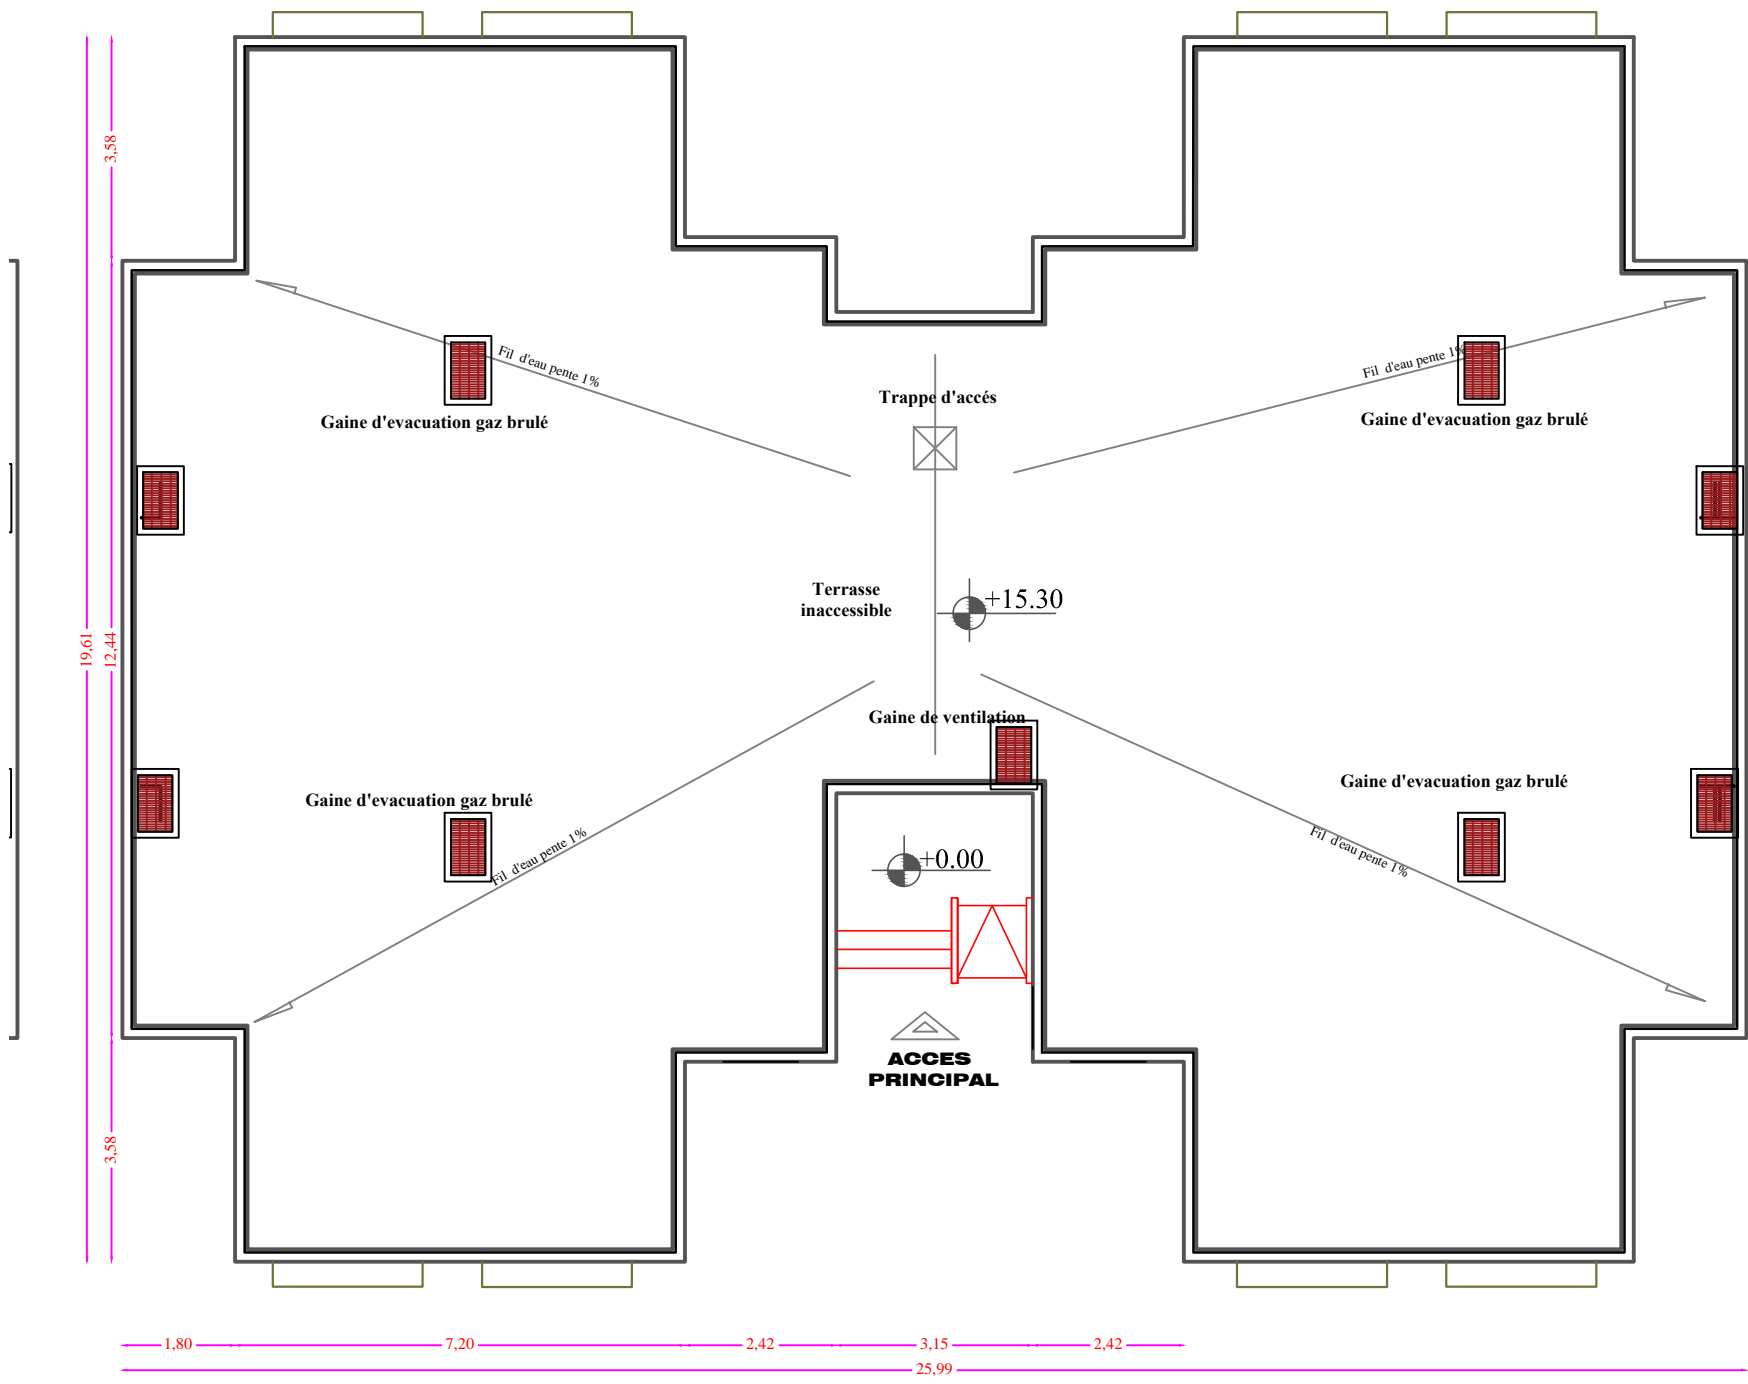 3,58
Fil d'eau pente 1%
Fil d'eau pente 1%
Trappe d'accés
Gaine d'evacuation gaz brulé
Gaine d'evacuation gaz brulé
Terrasse
inaccessible
+15.30
19,61
12,44
Gaine de ventilation
Gaine d'evacuation gaz brulé
Gaine d'evacuation gaz brulé
Fil d'eau pente 1%
Fil d'eau pente 1%
+0.00
ACCES
PRINCIPAL
3,58
1,80
7,20
2,42
3,15
2,42
25,99